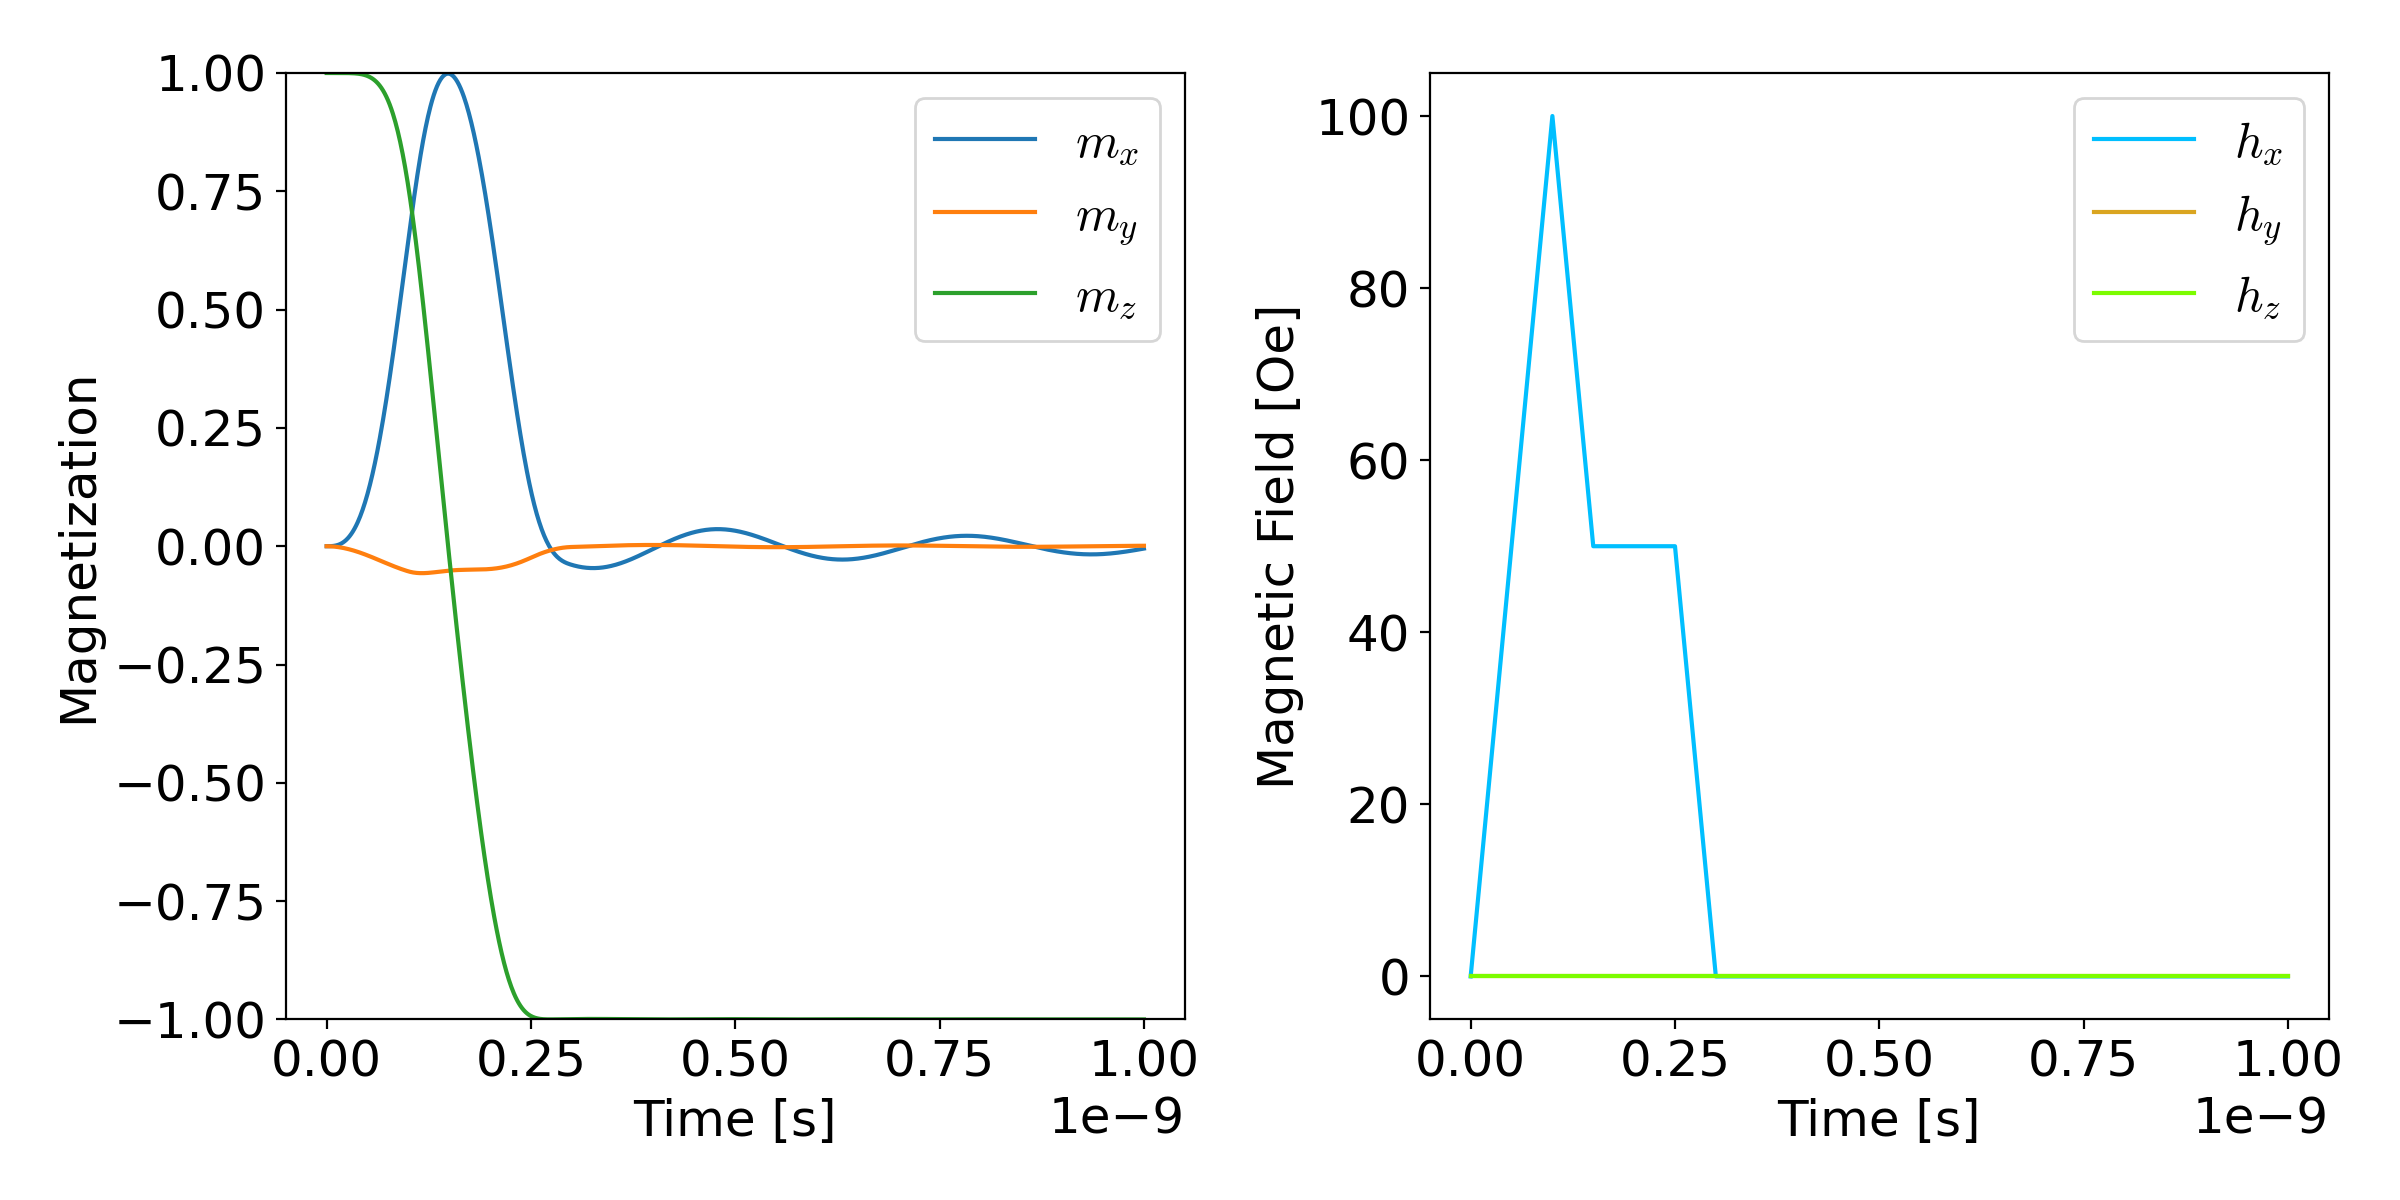 1.00
0.75
0.50
0.25
0.00
−0.25
−0.50
−0.75
−1.00
Magnetization
0.00 0.25 0.50 0.75 1.00
Time [s]
1e−9
m_x
m_y
m_z
100
80
60
40
20
0
Magnetic Field [Oe]
0.00 0.25 0.50 0.75 1.00
Time [s]
1e−9
h_x
h_y
h_z